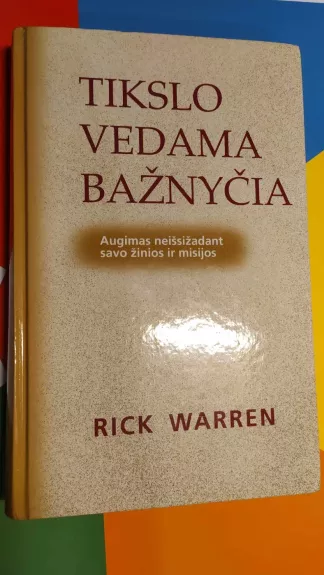 TIKSLO
VEDAMA
BAŽNYČIA
Augimas neišsižadant
savo žinios ir misijos
RICK WARREN